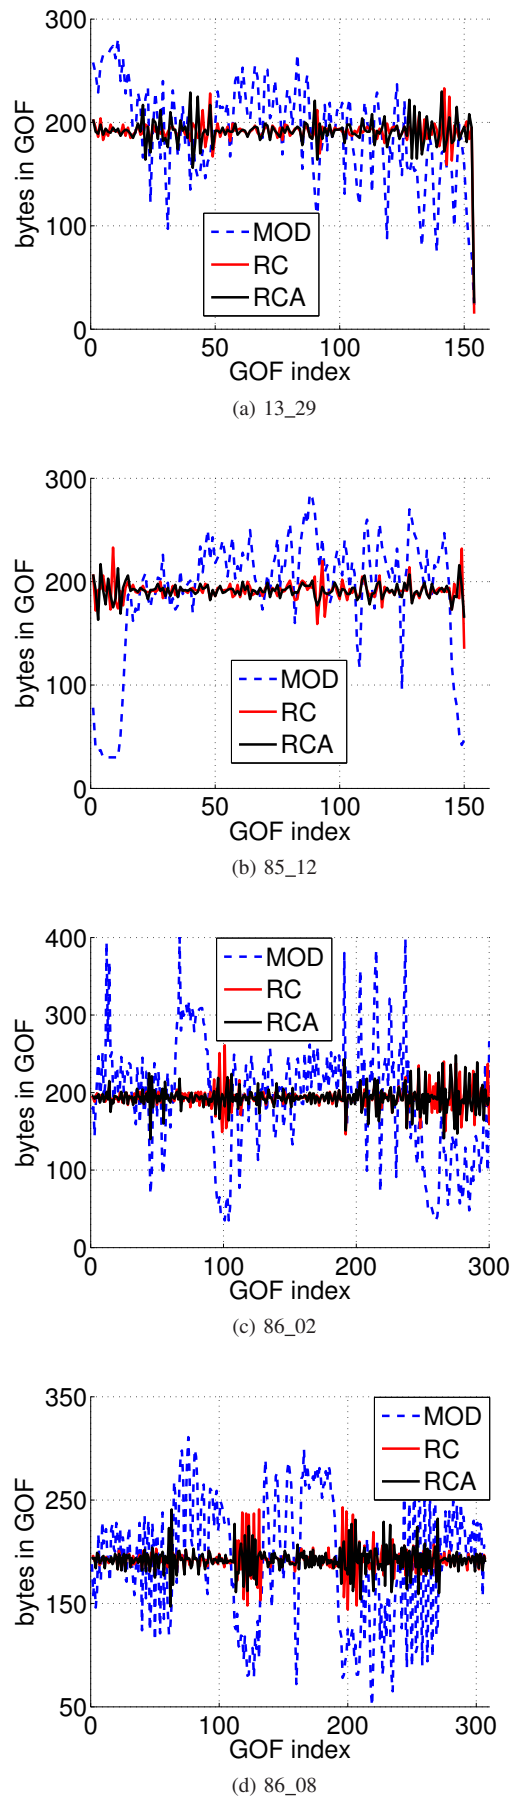 300
200
100
0
bytes in GOF
MOD
RC
RCA
0 50 100 150
GOF index
(a) 13_29
300
200
100
0
bytes in GOF
MOD
RC
RCA
0 50 100 150
GOF index
(b) 85_12
400
300
200
100
0
bytes in GOF
MOD
RC
RCA
0 100 200 300
GOF index
(c) 86_02
350
250
150
50
bytes in GOF
MOD
RC
RCA
0 100 200 300
GOF index
(d) 86_08